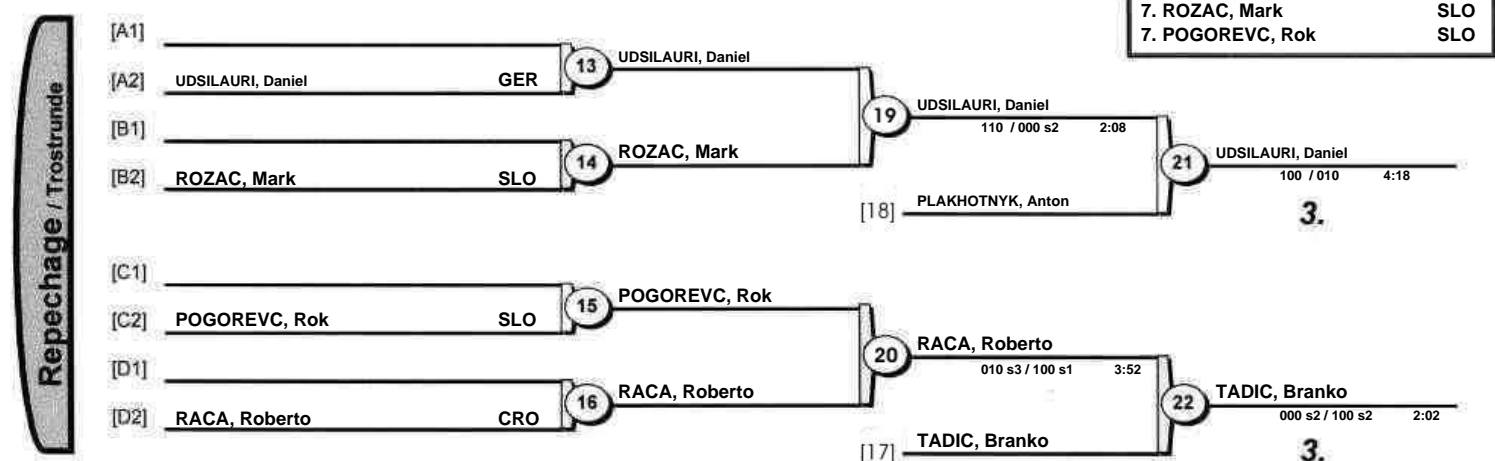 7. ROZAC, Mark SLO
7. POGOREVC, Rok SLO
Repechage / Trostrunde
[A1]
[A2] UDSILAURI, Daniel GER
13 UDSILAURI, Daniel
[B1]
[B2] ROZAC, Mark SLO
14 ROZAC, Mark
19 UDSILAURI, Daniel
110 / 000 s2 2:08
[18] PLAKHOTNYK, Anton
21 UDSILAURI, Daniel
100 / 010 4:18
3.
[C1]
[C2] POGOREVC, Rok SLO
15 POGOREVC, Rok
[D1]
[D2] RACA, Roberto CRO
16 RACA, Roberto
20 RACA, Roberto
010 s3 / 100 s1 3:52
[17] TADIC, Branko
22 TADIC, Branko
000 s2 / 100 s2 2:02
3.